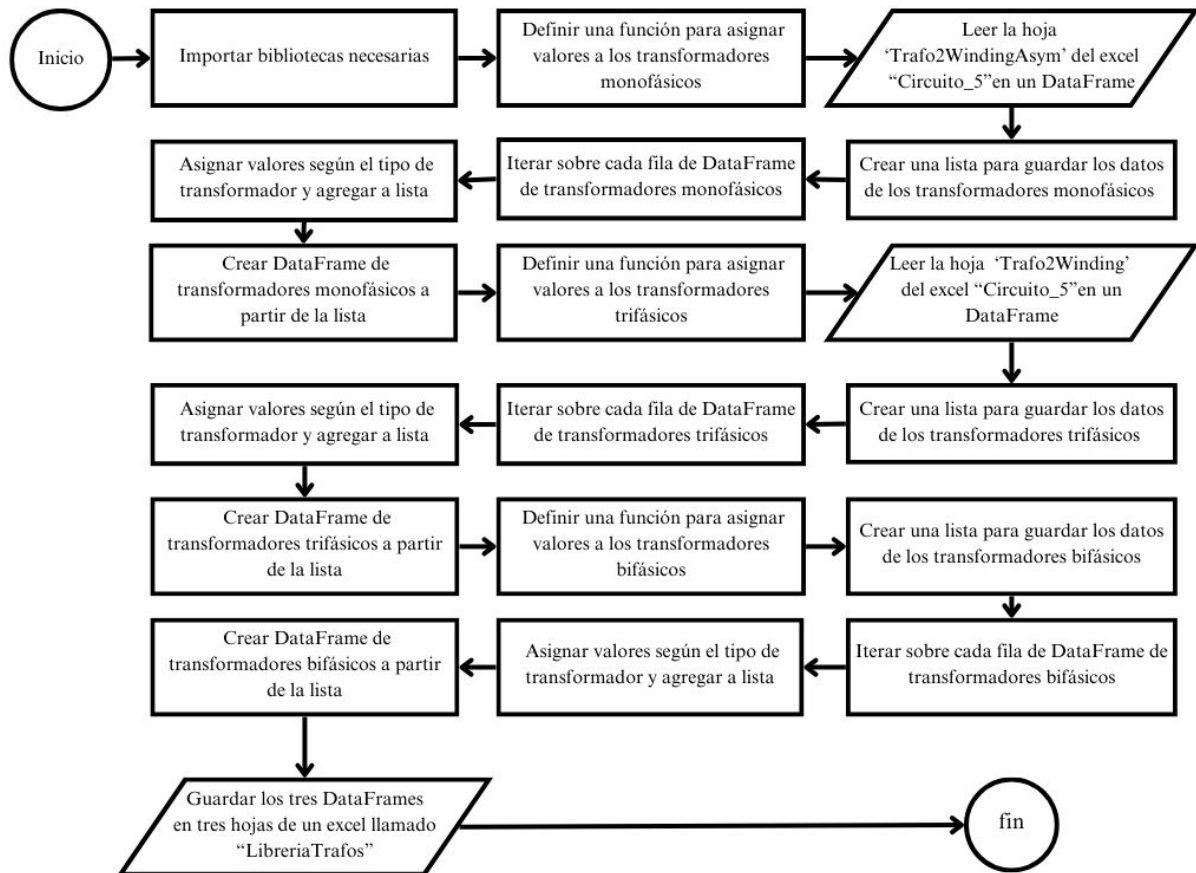 Inicio
Importar bibliotecas necesarias
Definir una función para asignar
valores a los transformadores
monofásicos
Leer la hoja
‘Trafo2WindingAsym’ del excel
“Circuito_5”en un DataFrame
Crear una lista para guardar los datos
de los transformadores monofásicos
Iterar sobre cada fila de DataFrame
de transformadores monofásicos
Asignar valores según el tipo de
transformador y agregar a lista
Crear DataFrame de
transformadores monofásicos a
partir de la lista
Definir una función para asignar
valores a los transformadores
trifásicos
Leer la hoja ‘Trafo2Winding’
del excel “Circuito_5”en un
DataFrame
Crear una lista para guardar los datos
de los transformadores trifásicos
Iterar sobre cada fila de DataFrame
de transformadores trifásicos
Asignar valores según el tipo de
transformador y agregar a lista
Crear DataFrame de
transformadores trifásicos a partir
de la lista
Definir una función para asignar
valores a los transformadores
bifásicos
Crear una lista para guardar los datos
de los transformadores bifásicos
Iterar sobre cada fila de DataFrame de
transformadores bifásicos
Asignar valores según el tipo de
transformador y agregar a lista
Crear DataFrame de
transformadores bifásicos a partir
de la lista
Guardar los tres DataFrames
en tres hojas de un excel llamado
“LibreriaTrafos”
fin